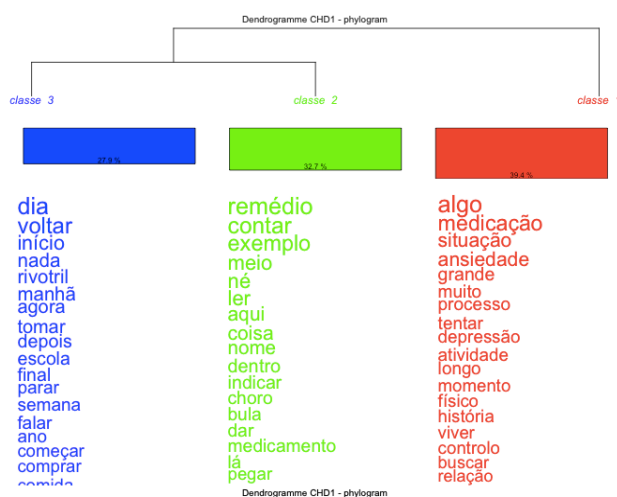 Dendrogramme CHD1 - phylogram
classe 3
classe 2
classe
27.9 %
32.7 %
39.4 %
dia
voltar
início
nada
rivotril
manhã
agora
tomar
depois
escola
final
parar
semana
falar
ano
começar
comprar
comida
remédio
contar
exemplo
meio
né
ler
aqui
coisa
nome
dentro
indicar
choro
bula
dar
medicamento
lá
pegar
algo
medicação
situação
ansiedade
grande
muito
processo
tentar
depressão
atividade
longo
momento
físico
história
viver
controlo
buscar
relação
Dendrogramme CHD1 - phylogram